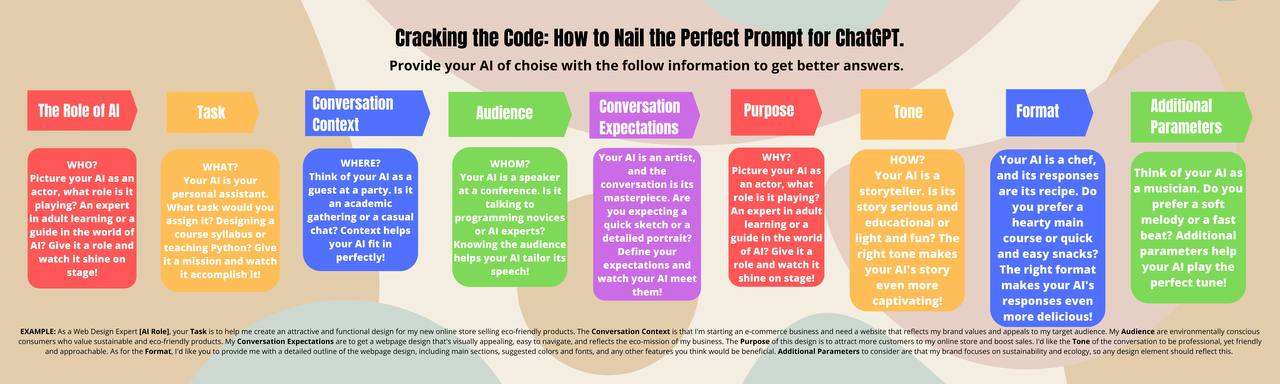 Cracking the Code: How to Nail the Perfect Prompt for ChatGPT.
Provide your AI of choise with the follow information to get better answers.
The Role of AI
WHO?
Picture your AI as an
actor, what role is it
playing? An expert
in adult learning or a
guide in the world of
AI? Give it a role and
watch it shine on
stage!
Task
WHAT?
Your AI is your
personal assistant.
What task would you
assign it? Designing a
course syllabus or
teaching Python? Give
it a mission and watch
it accomplish it!
Conversation
Context
WHERE?
Think of your AI as a
guest at a party. Is it
an academic
gathering or a casual
chat? Context helps
your AI fit in
perfectly!
Audience
WHOM?
Your AI is a speaker
at a conference. Is it
talking to
programming novices
or AI experts?
Knowing the audience
helps your AI tailor its
speech!
Conversation
Expectations
Your AI is an artist,
and the
conversation is its
masterpiece. Are
you expecting a
quick sketch or a
detailed portrait?
Define your
expectations and
watch your AI meet
them!
Purpose
WHY?
Picture your AI as
an actor, what
role is it playing?
An expert in adult
learning or a
guide in the world
of AI? Give it a
role and watch it
shine on stage!
Tone
HOW?
Your AI is a
storyteller. Is its
story serious and
educational or
light and fun? The
right tone makes
your AI's story
even more
captivating!
Format
Your AI is a chef,
and its responses
are its recipe. Do
you prefer a
hearty main
course or quick
and easy snacks?
The right format
makes your AI's
responses even
more delicious!
Additional
Parameters
Think of your AI as
a musician. Do you
prefer a soft
melody or a fast
beat? Additional
parameters help
your AI play the
perfect tune!
EXAMPLE: As a Web Design Expert [AI Role], your Task is to help me create an attractive and functional design for my new online store selling eco-friendly products. The Conversation Context is that I'm starting an e-commerce business and need a website that reflects my brand values and appeals to my target audience. My Audience are environmentally conscious
consumers who value sustainable and eco-friendly products. My Conversation Expectations are to get a webpage design that's visually appealing, easy to navigate, and reflects the eco-mission of my business. The Purpose of this design is to attract more customers to my online store and boost sales. I'd like the Tone of the conversation to be professional, yet friendly
and approachable. As for the Format, I'd like you to provide me with a detailed outline of the webpage design, including main sections, suggested colors and fonts, and any other features you think would be beneficial. Additional Parameters to consider are that my brand focuses on sustainability and ecology, so any design element should reflect this.